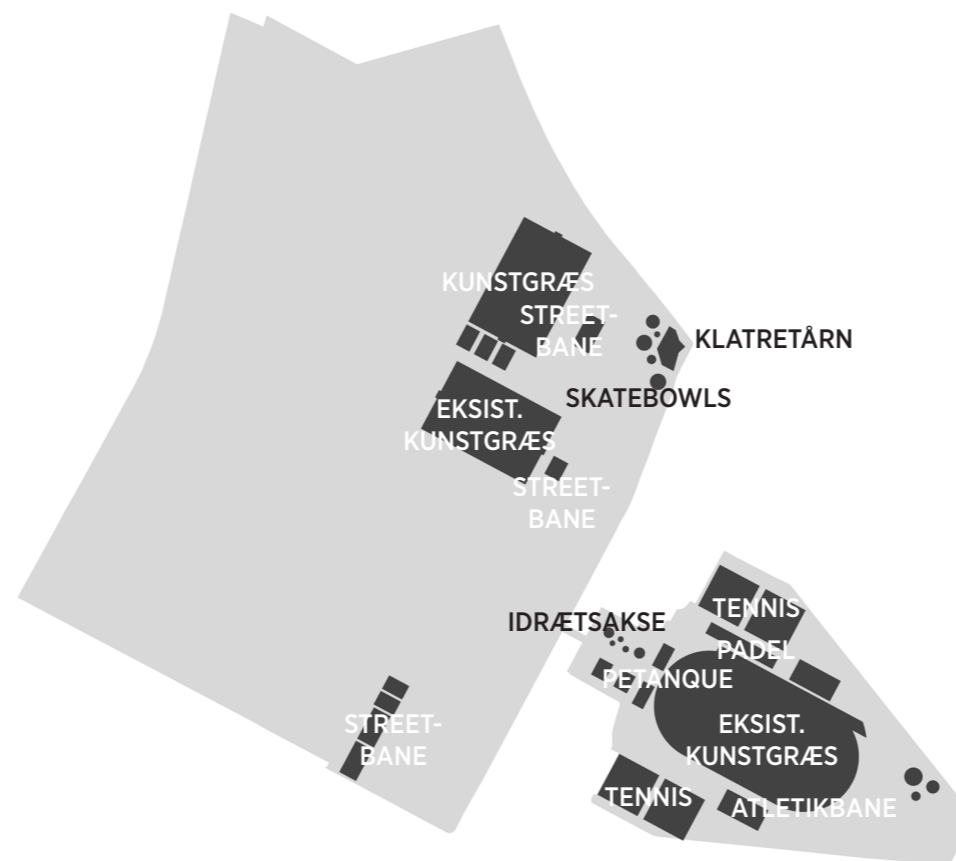 KUNSTGRÆS
STREET-
BANE
KLATRETÅRN
SKATEBOWLS
EKSIST.
KUNSTGRÆS
STREET-
BANE
IDRÆTSAKSE
TENNIS
PADEL
PETANQUE
EKSIST.
KUNSTGRÆS
STREET-
BANE
TENNIS
ATLETIKBANE